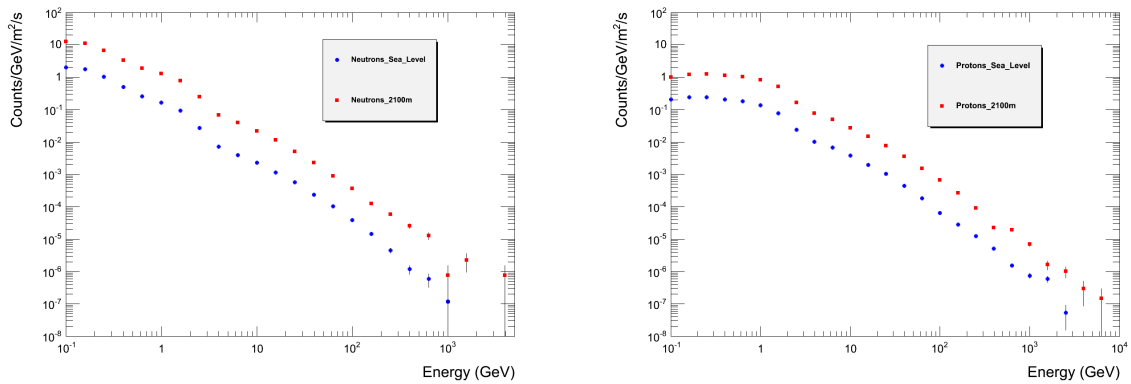 Counts/GeV/m²/s
10²
10
1
10⁻¹
10⁻²
10⁻³
10⁻⁴
10⁻⁵
10⁻⁶
10⁻⁷
10⁻⁸
Neutrons_Sea_Level
Neutrons_2100m
10⁻¹ 1 10 10² 10³
Energy (GeV)
Counts/GeV/m²/s
10²
10
1
10⁻¹
10⁻²
10⁻³
10⁻⁴
10⁻⁵
10⁻⁶
10⁻⁷
10⁻⁸
Protons_Sea_Level
Protons_2100m
10⁻¹ 1 10 10² 10³ 10⁴
Energy (GeV)